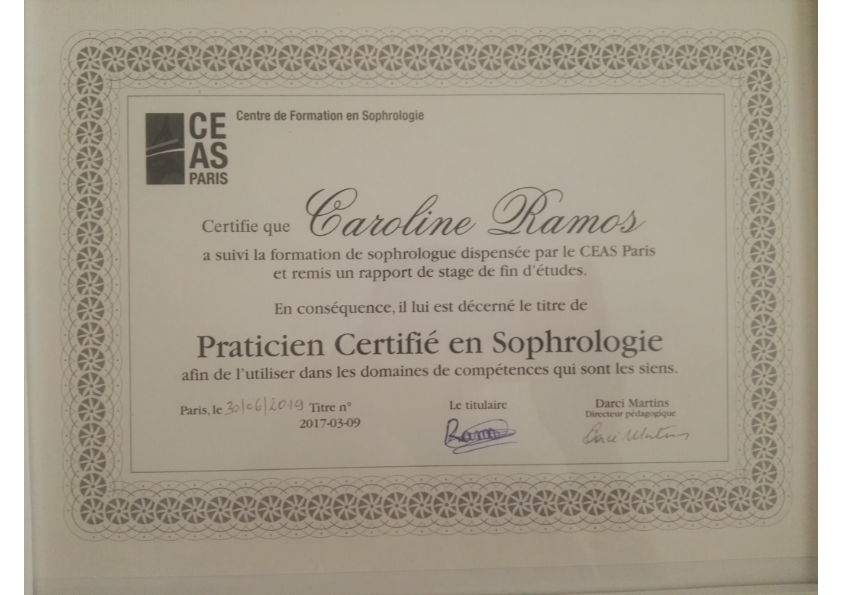 CE
AS
PARIS
Centre de Formation en Sophrologie
Certifie que Caroline Ramos
a suivi la formation de sophrologue dispensée par le CEAS Paris
et remis un rapport de stage de fin d'études.
En conséquence, il lui est décerné le titre de
Praticien Certifié en Sophrologie
afin de l'utiliser dans les domaines de compétences qui sont les siens.
Paris, le 30/06/2019 Titre n°
2017-03-09
Le titulaire
Ramos
Darci Martins
Directeur pédagogique
Darci Martins